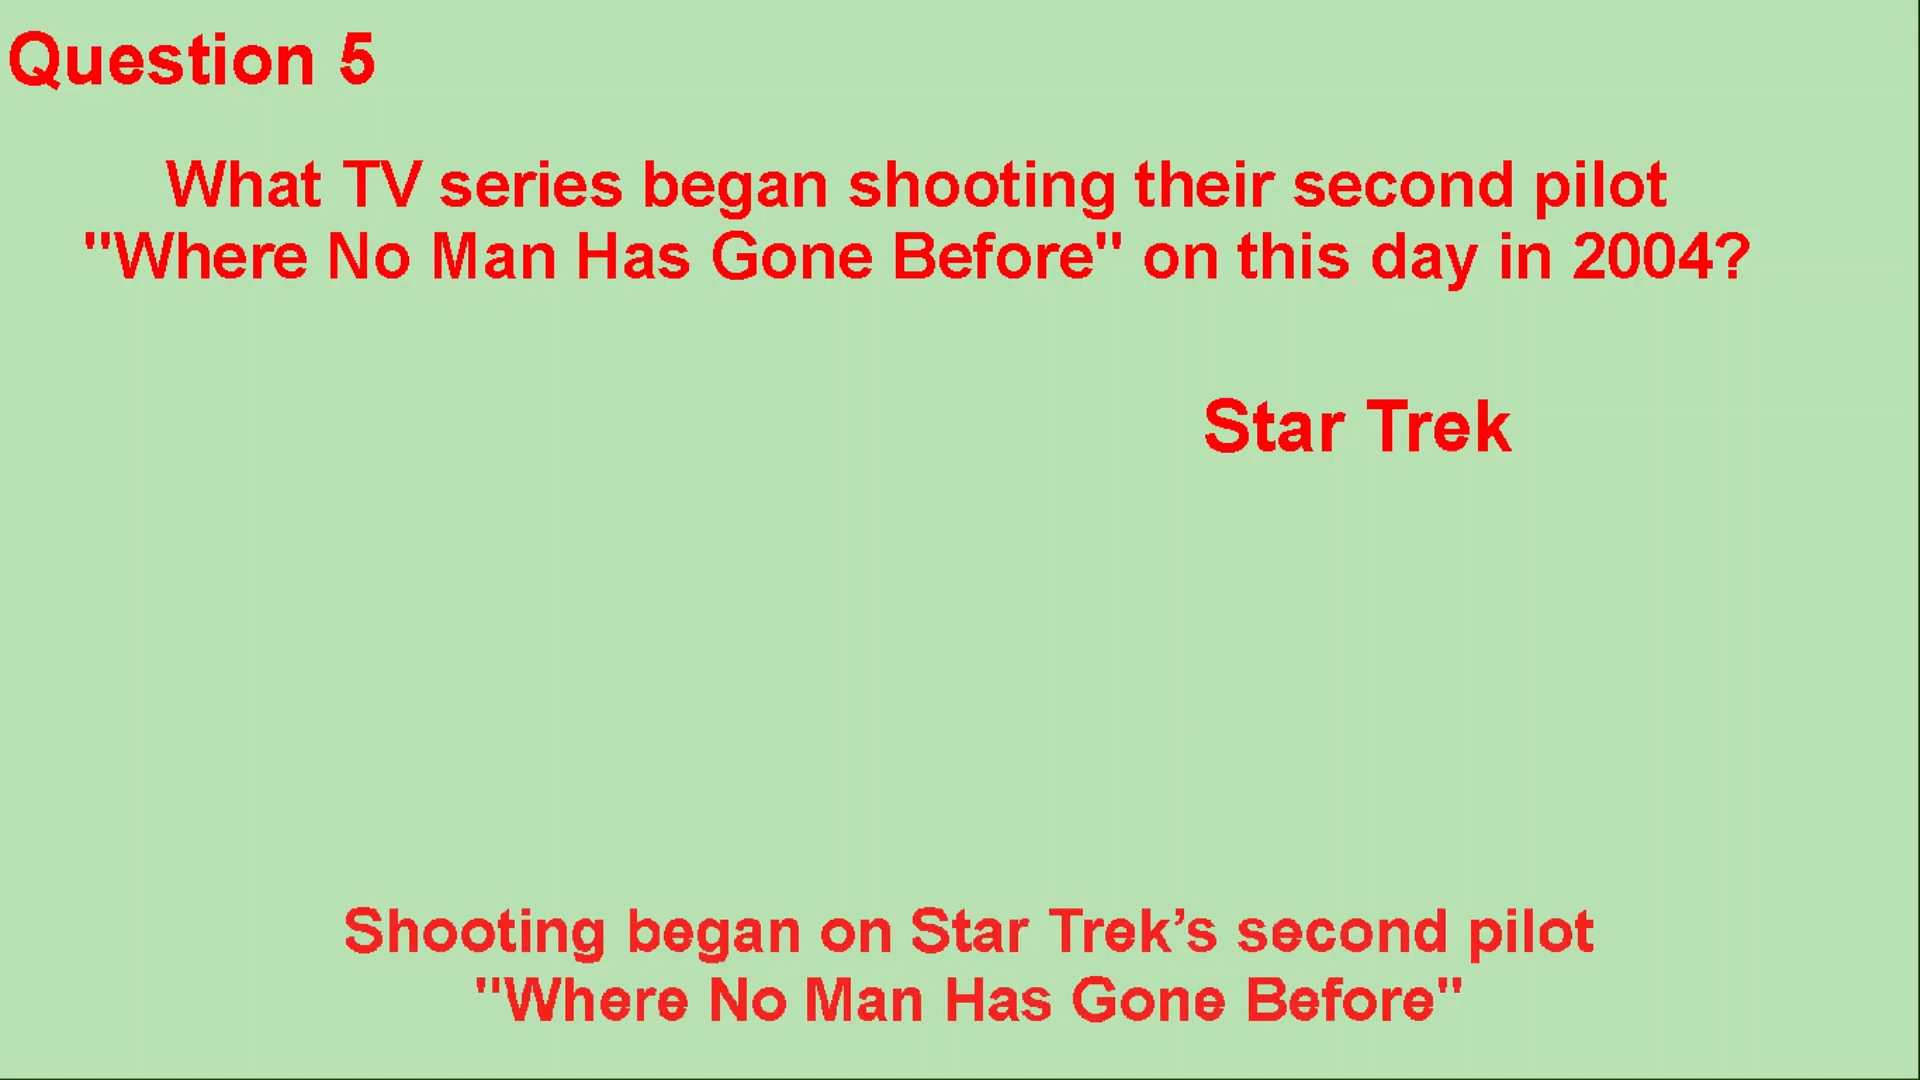 Question 5
What TV series began shooting their second pilot
"Where No Man Has Gone Before" on this day in 2004?
Star Trek
Shooting began on Star Trek’s second pilot
"Where No Man Has Gone Before"